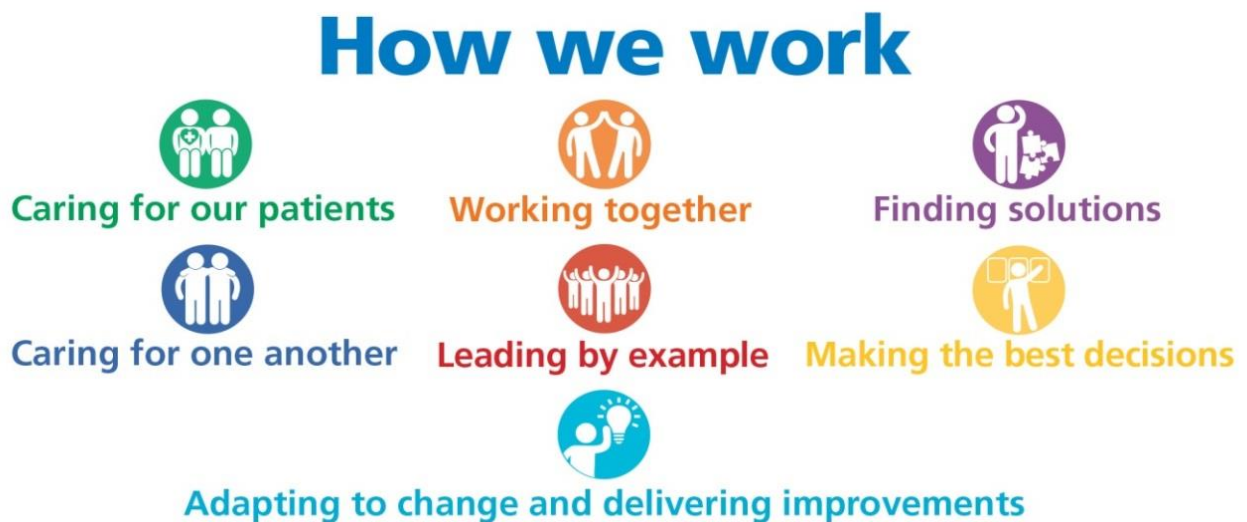 How we work
Caring for our patients
Working together
Finding solutions
Caring for one another
Leading by example
Making the best decisions
Adapting to change and delivering improvements